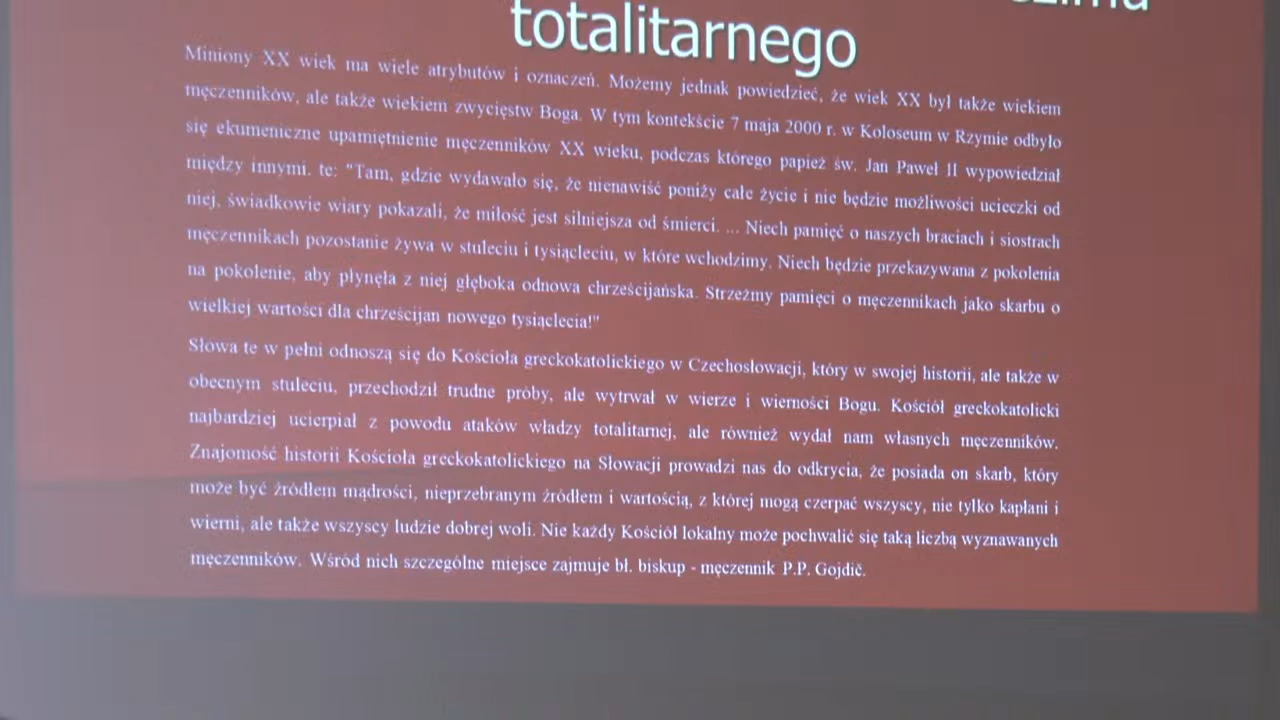 totalitarnego
Miniony XX wiek ma wiele atrybutów i oznaczeń. Możemy jednak powiedzieć, że wiek XX był także wiekiem
męczenników, ale także wiekiem zwycięstw Boga. W tym kontekście 7 maja 2000 r. w Koloseum w Rzymie odbyło
się ekumeniczne upamiętnienie męczenników XX wieku, podczas którego papież św. Jan Paweł II wypowiedział
między innymi. te: "Tam, gdzie wydawało się, że nienawiść poniży całe życie i nie będzie możliwości ucieczki od
niej, świadkowie wiary pokazali, że miłość jest silniejsza od śmierci. ... Niech pamięć o naszych braciach i siostrach
męczennikach pozostanie żywa w stuleciu i tysiącleciu, w które wchodzimy. Niech będzie przekazywana z pokolenia
na pokolenie, aby płynęła z niej głęboka odnowa chrześcijańska. Strzeżmy pamięci o męczennikach jako skarbu o
wielkiej wartości dla chrześcijan nowego tysiąclecia!"
Słowa te w pełni odnoszą się do Kościoła greckokatolickiego w Czechosłowacji, który w swojej historii, ale także w
obecnym stuleciu, przechodził trudne próby, ale wytrwał w wierze i wierności Bogu. Kościół greckokatolicki
najbardziej ucierpiał z powodu ataków władzy totalitarnej, ale również wydał nam własnych męczenników.
Znajomość historii Kościoła greckokatolickiego na Słowacji prowadzi nas do odkrycia, że posiada on skarb, który
może być źródłem mądrości, nieprzebranym źródłem i wartością, z której mogą czerpać wszyscy, nie tylko kapłani i
wierni, ale także wszyscy ludzie dobrej woli. Nie każdy Kościół lokalny może pochwalić się taką liczbą wyznawanych
męczenników. Wśród nich szczególne miejsce zajmuje bł. biskup - męczennik P.P. Gojdič.